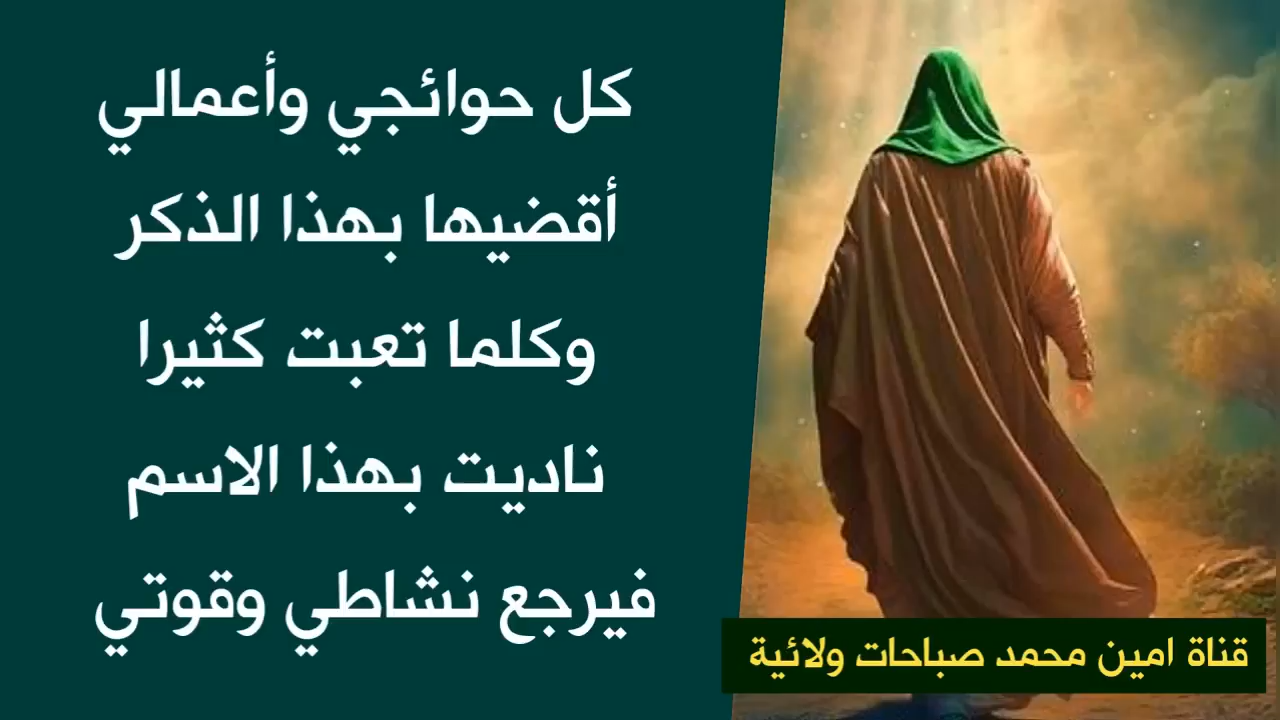 كل حوائجي وأعمالي
أقضيها بهذا الذكر
وكلما تعبت كثيرا
ناديت بهذا الاسم
فيرجع نشاطي وقوتي
قناة امين محمد صباحات ولائية